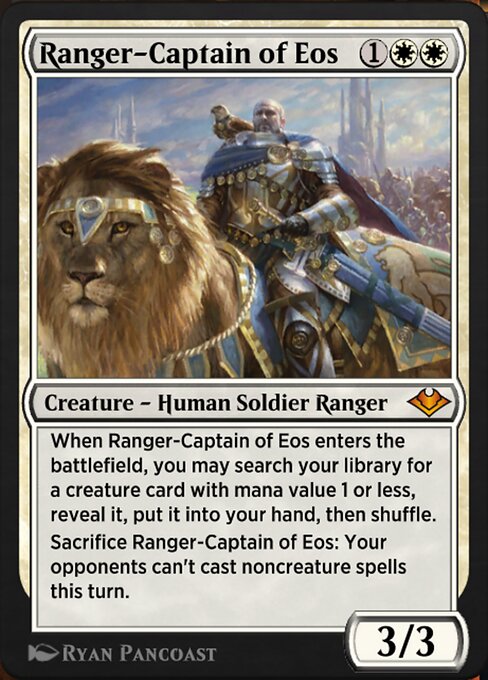 Ranger-Captain of Eos 1
Creature – Human Soldier Ranger
When Ranger-Captain of Eos enters the
battlefield, you may search your library for
a creature card with mana value 1 or less,
reveal it, put it into your hand, then shuffle.
Sacrifice Ranger-Captain of Eos: Your
opponents can't cast noncreature spells
this turn.
3/3
Ryan Pancoast